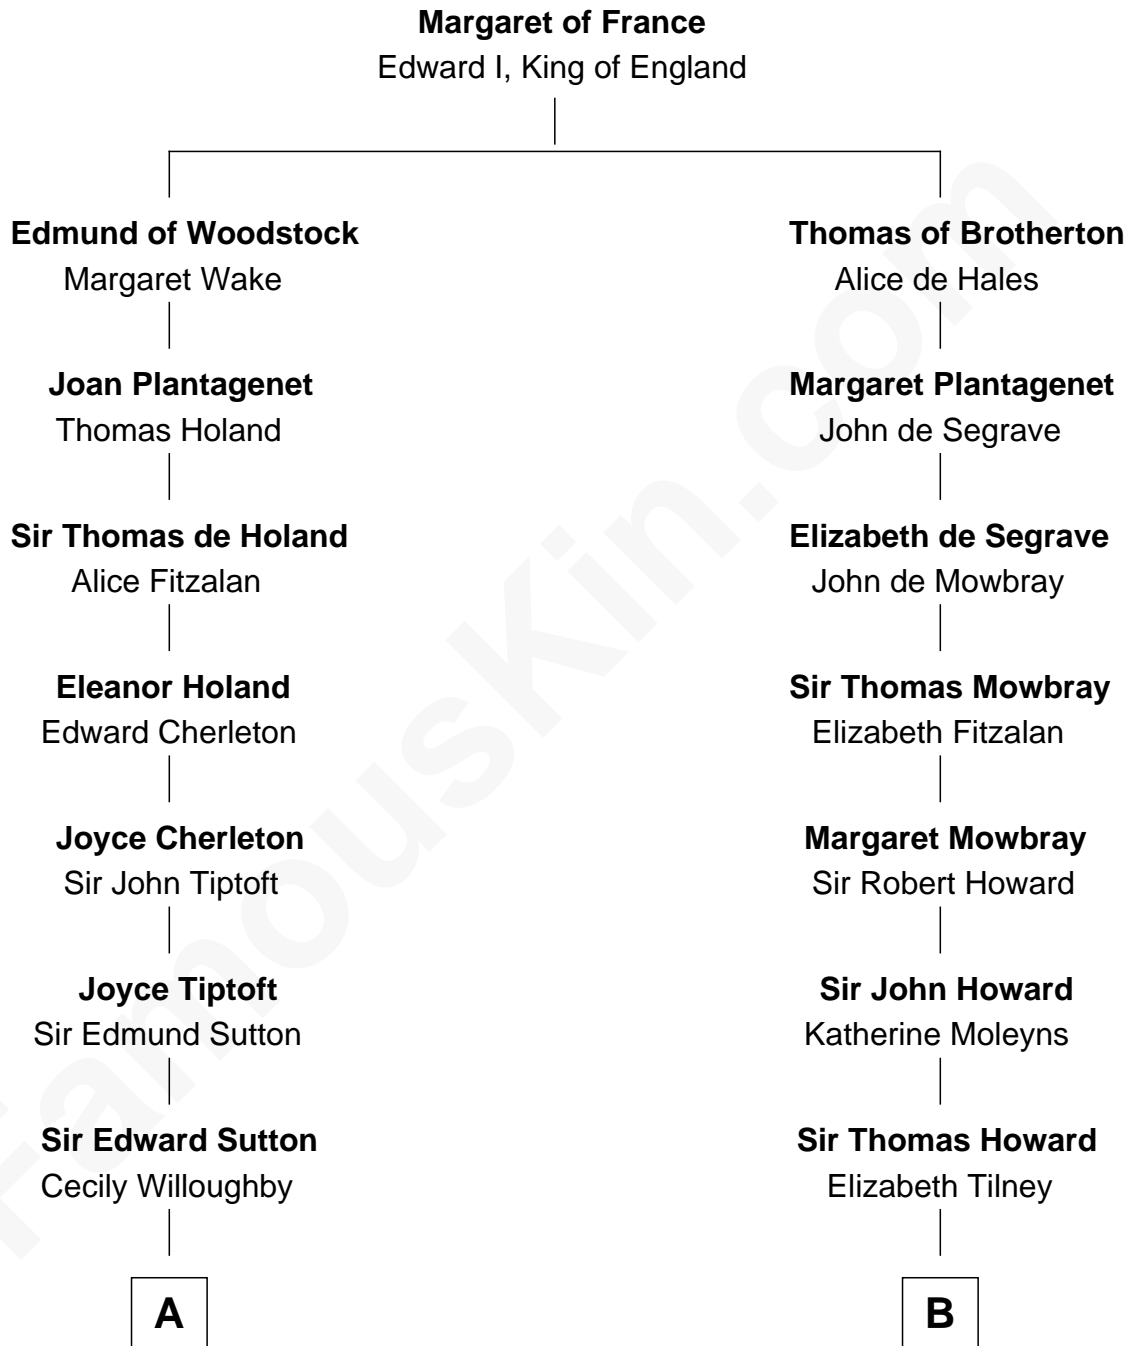 Margaret of France
Edward I, King of England
Edmund of Woodstock
Margaret Wake
Thomas of Brotherton
Alice de Hales
Joan Plantagenet
Thomas Holand
Margaret Plantagenet
John de Segrave
Sir Thomas de Holand
Alice Fitzalan
Elizabeth de Segrave
John de Mowbray
Eleanor Holand
Edward Cherleton
Sir Thomas Mowbray
Elizabeth Fitzalan
Joyce Cherleton
Sir John Tiptoft
Margaret Mowbray
Sir Robert Howard
Joyce Tiptoft
Sir Edmund Sutton
Sir John Howard
Katherine Moleyns
Sir Edward Sutton
Cecily Willoughby
Sir Thomas Howard
Elizabeth Tilney
A
B
FamousKin.com